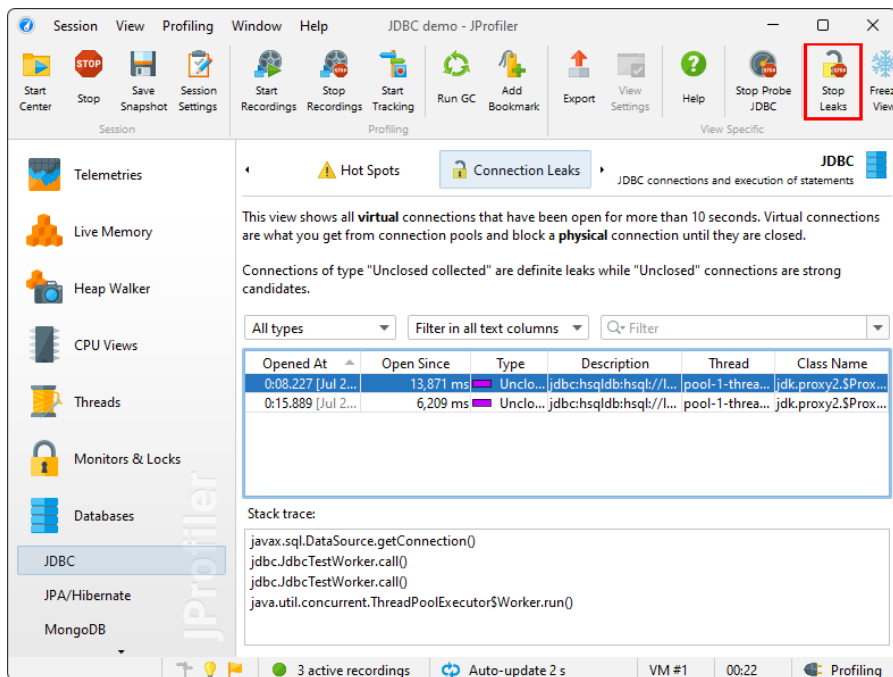 Session View Profiling Window Help JDBC demo - JProfiler
Start Center
STOP Stop
Save Snapshot
Session Settings
Start Recordings
STOP Stop Recordings
Start Tracking
Run GC
Add Bookmark
Export
View Settings
Help
Stop Probe JDBC
Stop Leaks
Freez View
Session Profiling View Specific
Telemetries
Live Memory
Heap Walker
CPU Views
Threads
Monitors & Locks
Databases
JDBC
JPA/Hibernate
MongoDB
JProfiler
Hot Spots Connection Leaks
JDBC
JDBC connections and execution of statements
This view shows all virtual connections that have been open for more than 10 seconds. Virtual connections
are what you get from connection pools and block a physical connection until they are closed.
Connections of type "Unclosed collected" are definite leaks while "Unclosed" connections are strong
candidates.
All types Filter in all text columns Filter
Opened At Open Since Type Description Thread Class Name
0:08.227 [Jul 2... 13,871 ms Unclo... jdbc:hsqldb:hsql://l... pool-1-threa... jdk.proxy2.$Prox...
0:15.889 [Jul 2... 6,209 ms Unclo... jdbc:hsqldb:hsql://l... pool-1-threa... jdk.proxy2.$Prox...
Stack trace:
javax.sql.DataSource.getConnection()
jdbc.JdbcTestWorker.call()
jdbc.JdbcTestWorker.call()
java.util.concurrent.ThreadPoolExecutor$Worker.run()
3 active recordings Auto-update 2 s VM #1 00:22 Profiling